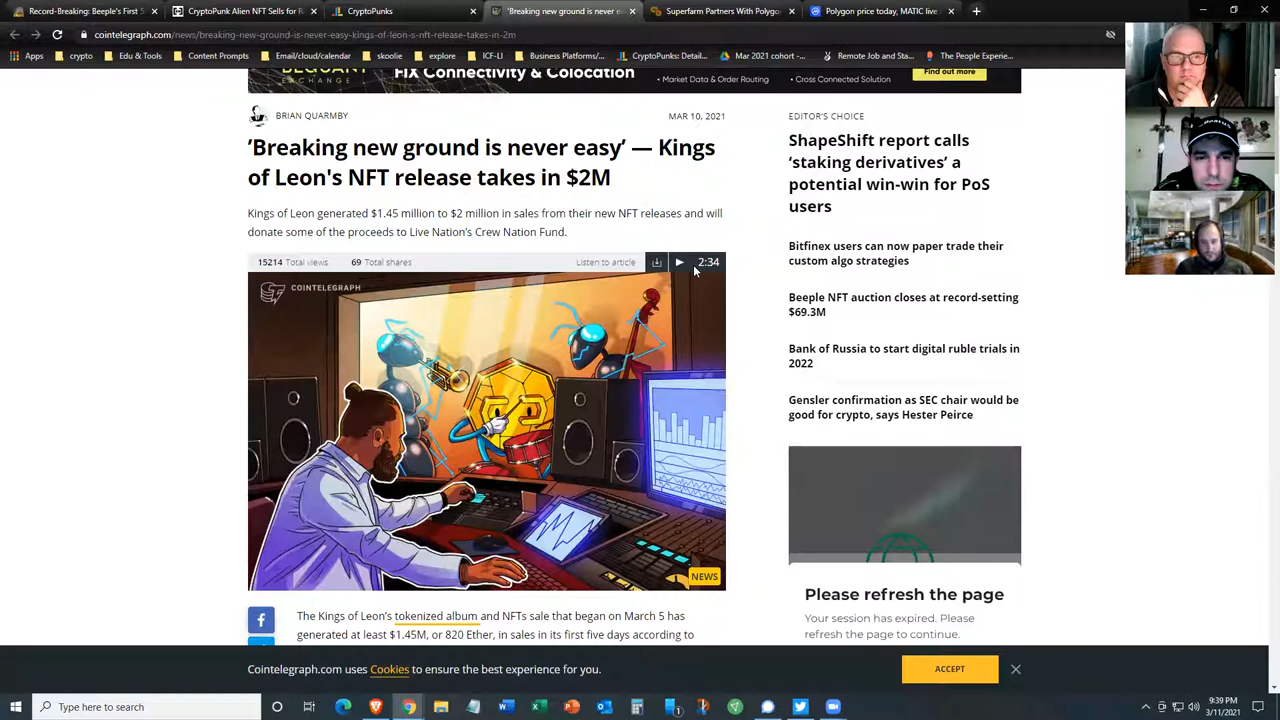 Record-Breaking: Beeple's First S
CryptoPunk Alien NFT Sells for R
CryptoPunks
'Breaking new ground is never eas
Superfarm Partners With Polygo
Polygon price today, MATIC live
cointelegraph.com/news/breaking-new-ground-is-never-easy-kings-of-leon-s-nft-release-takes-in-2m
Apps crypto Edu & Tools Content Prompts Email/cloud/calendar skoolie explore ICF-LI Business Platforms/... CryptoPunks: Detail... Mar 2021 cohort -... Remote Job and Sta... The People Experie...
EXCHANGE
FIX Connectivity & Colocation
• Market Data & Order Routing
• Cross Connected Solution
Find out more
BRIAN QUARMBY
MAR 10, 2021
'Breaking new ground is never easy' — Kings
of Leon's NFT release takes in $2M
Kings of Leon generated $1.45 million to $2 million in sales from their new NFT releases and will
donate some of the proceeds to Live Nation's Crew Nation Fund.
15214 Total views 69 Total shares
Listen to article 2:34
COINTELEGRAPH
NEWS
The Kings of Leon's tokenized album and NFTs sale that began on March 5 has
generated at least $1.45M, or 820 Ether, in sales in its first five days according to
EDITOR'S CHOICE
ShapeShift report calls
'staking derivatives' a
potential win-win for PoS
users
Bitfinex users can now paper trade their
custom algo strategies
Beeple NFT auction closes at record-setting
$69.3M
Bank of Russia to start digital ruble trials in
2022
Gensler confirmation as SEC chair would be
good for crypto, says Hester Peirce
Please refresh the page
Your session has expired. Please
refresh the page to continue.
Cointelegraph.com uses Cookies to ensure the best experience for you.
ACCEPT
Type here to search
9:39 PM
3/11/2021